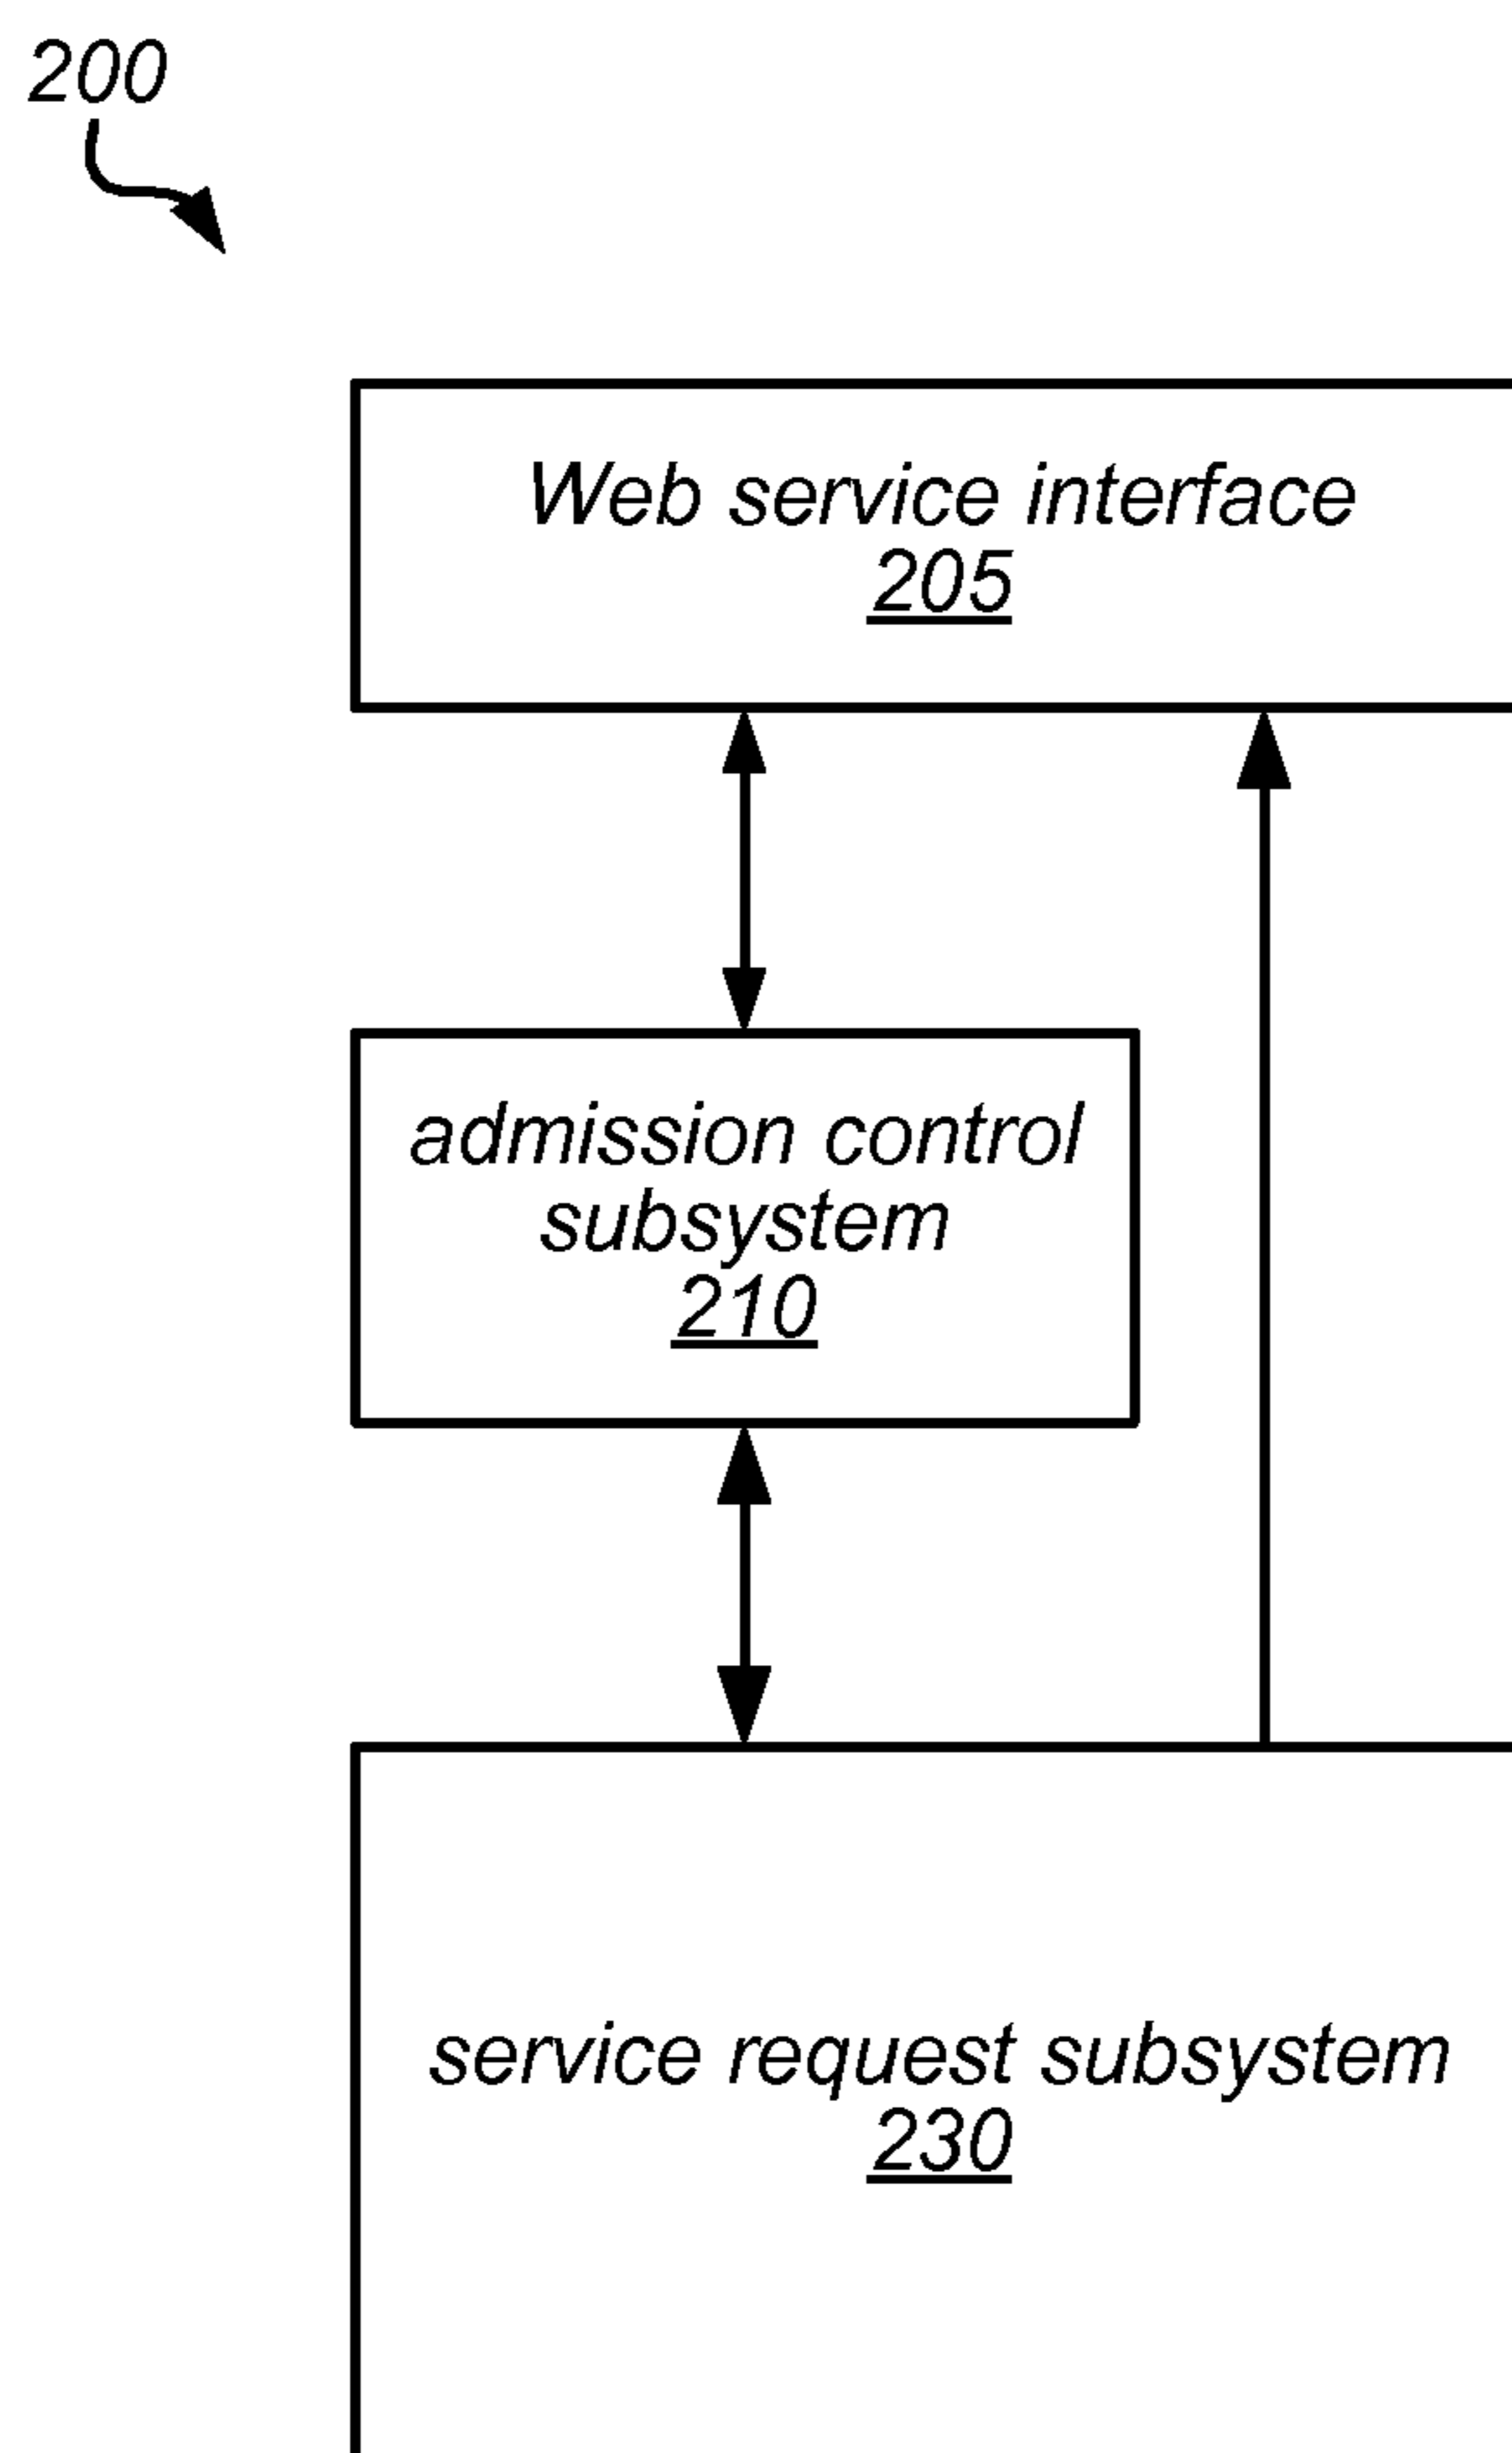 200
Web service interface
205
admission control
subsystem
210
service request subsystem
230